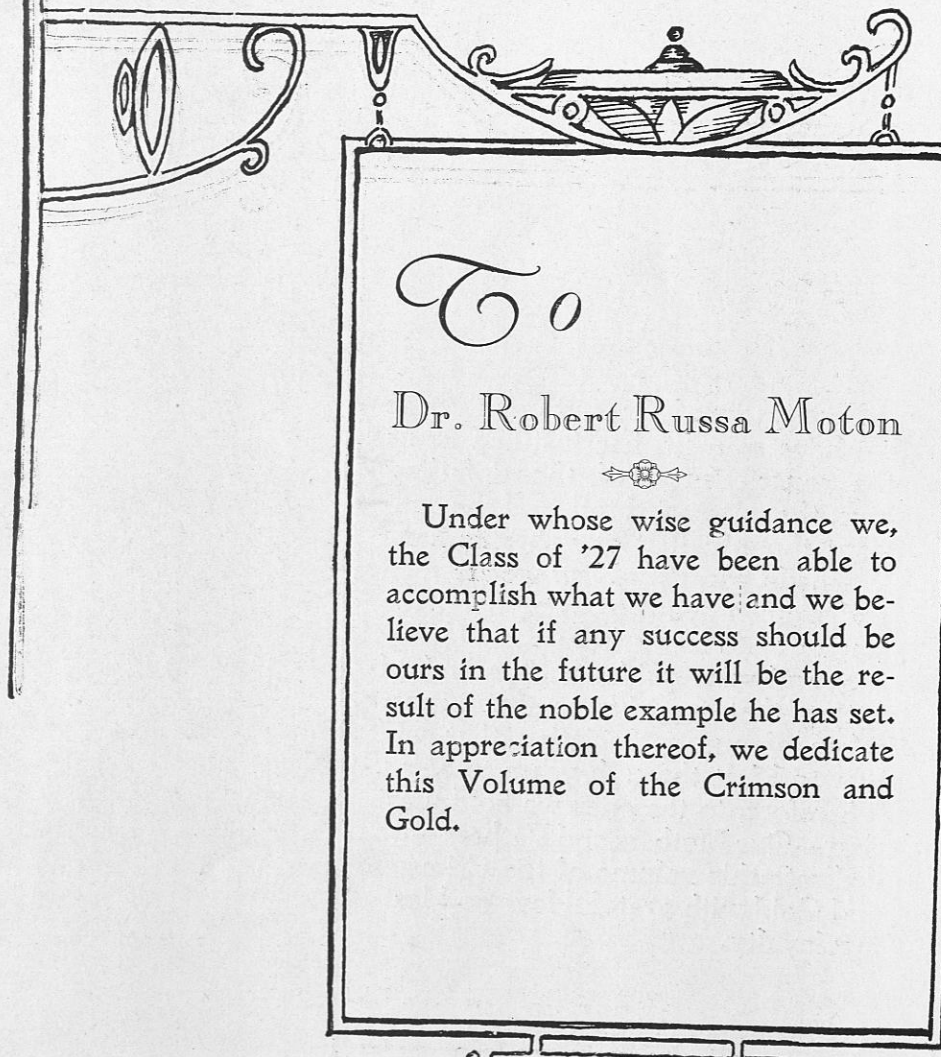 To
Dr. Robert Russa Moton
Under whose wise guidance we,
the Class of '27 have been able to
accomplish what we have and we be-
lieve that if any success should be
ours in the future it will be the re-
sult of the noble example he has set.
In appreciation thereof, we dedicate
this Volume of the Crimson and
Gold.